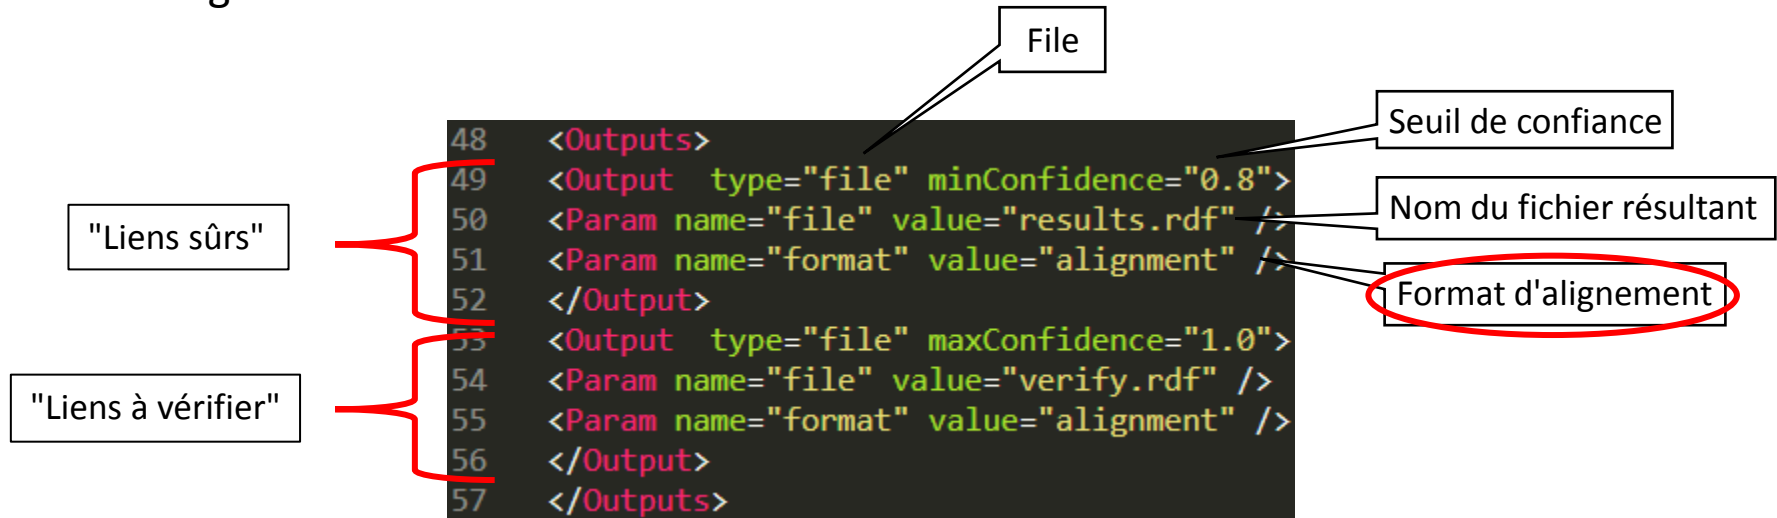 File
Seuil de confiance
Nom du fichier résultant
Format d'alignement
"Liens sûrs"
"Liens à vérifier"
48 <Outputs>
49 <Output type="file" minConfidence="0.8">
50 <Param name="file" value="results.rdf" />
51 <Param name="format" value="alignment" />
52 </Output>
53 <Output type="file" maxConfidence="1.0">
54 <Param name="file" value="verify.rdf" />
55 <Param name="format" value="alignment" />
56 </Output>
57 </Outputs>